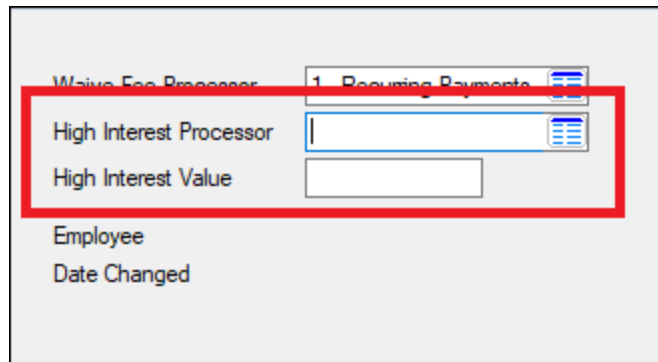 Waive Fee Processor 1 Recurring Payments
High Interest Processor
High Interest Value
Employee
Date Changed